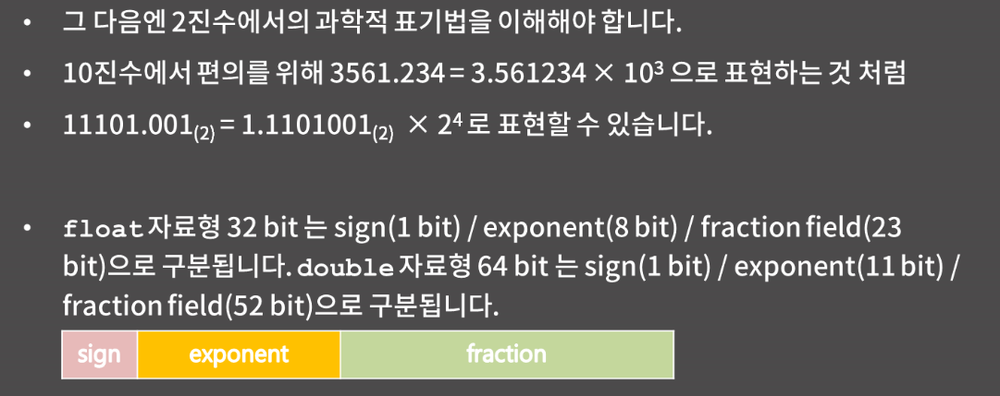 • 그 다음엔 2진수에서의 과학적 표기법을 이해해야 합니다.
• 10진수에서 편의를 위해 3561.234 = 3.561234 × 10³ 으로 표현하는 것 처럼
• 11101.001₍₂₎ = 1.1101001₍₂₎ × 2⁴ 로 표현할 수 있습니다.
• float 자료형 32 bit 는 sign(1 bit) / exponent(8 bit) / fraction field(23
bit)으로 구분됩니다. double 자료형 64 bit 는 sign(1 bit) / exponent(11 bit) /
fraction field(52 bit)으로 구분됩니다.
sign exponent fraction